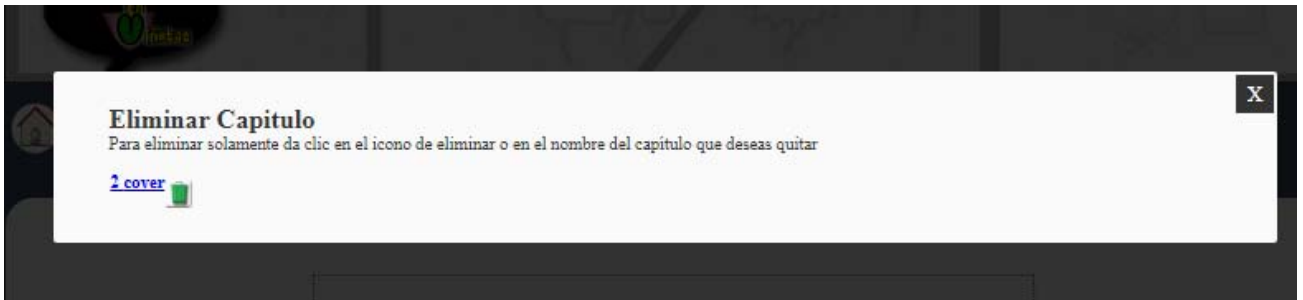 X
Eliminar Capitulo
Para eliminar solamente da clic en el icono de eliminar o en el nombre del capítulo que deseas quitar
2 cover